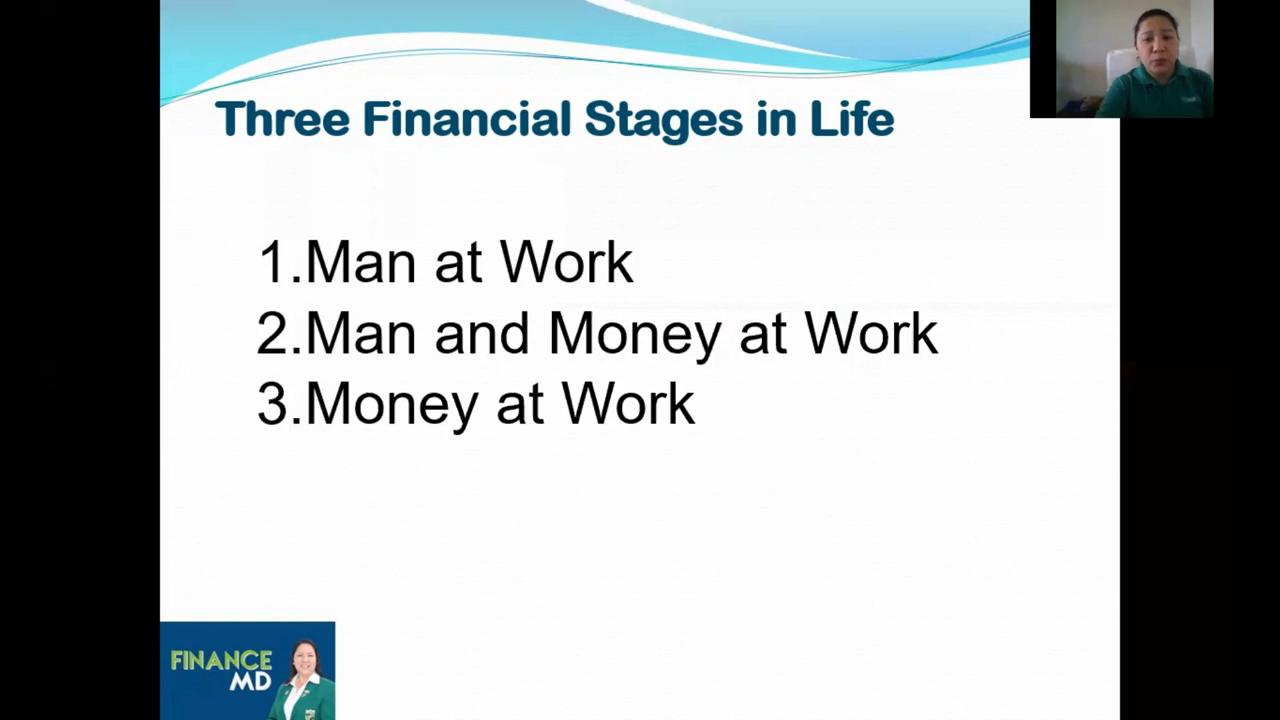 Three Financial Stages in Life
1.Man at Work
2.Man and Money at Work
3.Money at Work
FINANCE
MD